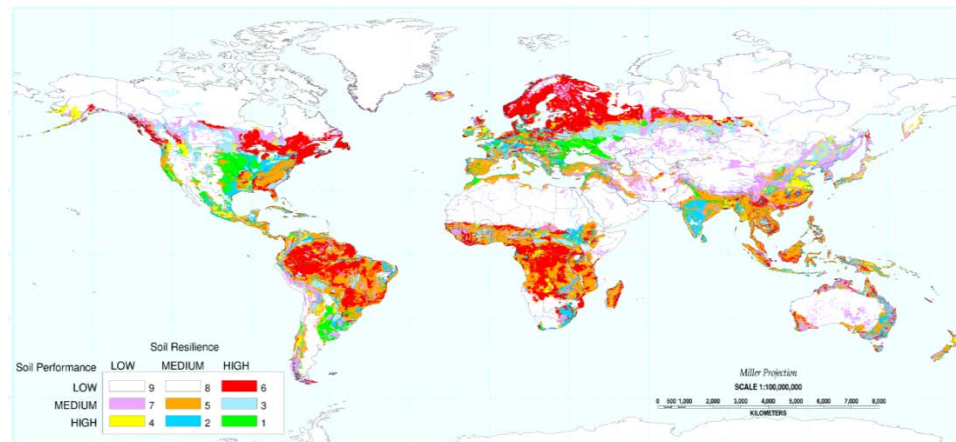 Soil Resilience
Soil Performance LOW MEDIUM HIGH
LOW 9 8 6
MEDIUM 7 5 3
HIGH 4 2 1
Miller Projection
SCALE 1:100,000,000
0 500 1,000 2,000 3,000 4,000 5,000 6,000 7,000 8,000
KILOMETERS